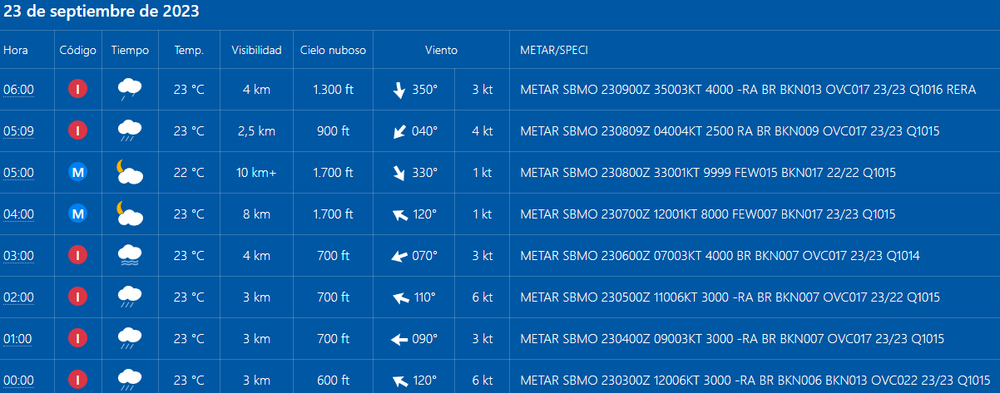 23 de septiembre de 2023
Hora Código Tiempo Temp. Visibilidad Cielo nuboso Viento METAR/SPECI
06:00 I 23 °C 4 km 1.300 ft 350° 3 kt METAR SBMO 230900Z 35003KT 4000 -RA BR BKN013 OVC017 23/23 Q1016 RERA
05:09 I 23 °C 2,5 km 900 ft 040° 4 kt METAR SBMO 230809Z 04004KT 2500 RA BR BKN009 OVC017 23/23 Q1015
05:00 M 22 °C 10 km+ 1.700 ft 330° 1 kt METAR SBMO 230800Z 33001KT 9999 FEW015 BKN017 22/22 Q1015
04:00 M 23 °C 8 km 1.700 ft 120° 1 kt METAR SBMO 230700Z 12001KT 8000 FEW007 BKN017 23/23 Q1015
03:00 I 23 °C 4 km 700 ft 070° 3 kt METAR SBMO 230600Z 07003KT 4000 BR BKN007 OVC017 23/23 Q1014
02:00 I 23 °C 3 km 700 ft 110° 6 kt METAR SBMO 230500Z 11006KT 3000 -RA BR BKN007 OVC017 23/22 Q1015
01:00 I 23 °C 3 km 700 ft 090° 3 kt METAR SBMO 230400Z 09003KT 3000 -RA BR BKN007 OVC017 23/23 Q1015
00:00 I 23 °C 3 km 600 ft 120° 6 kt METAR SBMO 230300Z 12006KT 3000 -RA BR BKN006 BKN013 OVC022 23/23 Q1015